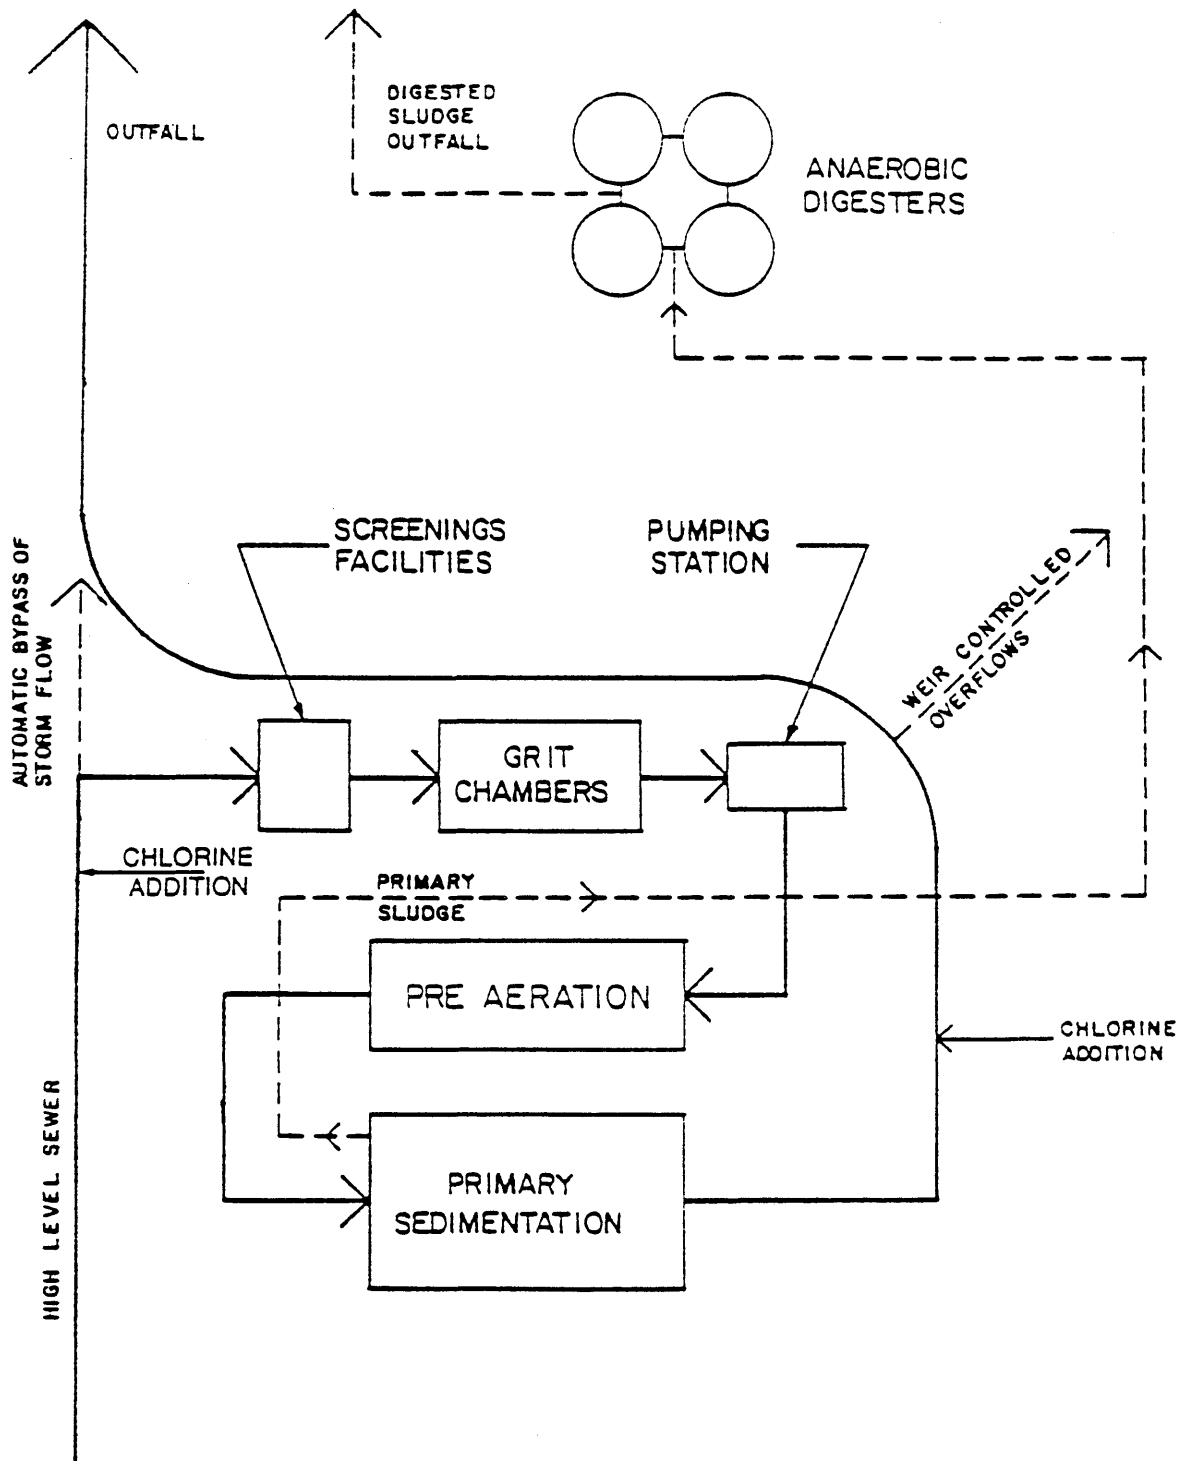 OUTFALL
DIGESTED
SLUDGE
OUTFALL
ANAEROBIC
DIGESTERS
AUTOMATIC BYPASS OF
STORM FLOW
SCREENINGS
FACILITIES
PUMPING
STATION
WEIR CONTROLLED
OVERFLOWS
GRIT
CHAMBERS
CHLORINE
ADDITION
PRIMARY
SLUDGE
PRE AERATION
CHLORINE
ADDITION
HIGH LEVEL SEWER
PRIMARY
SEDIMENTATION